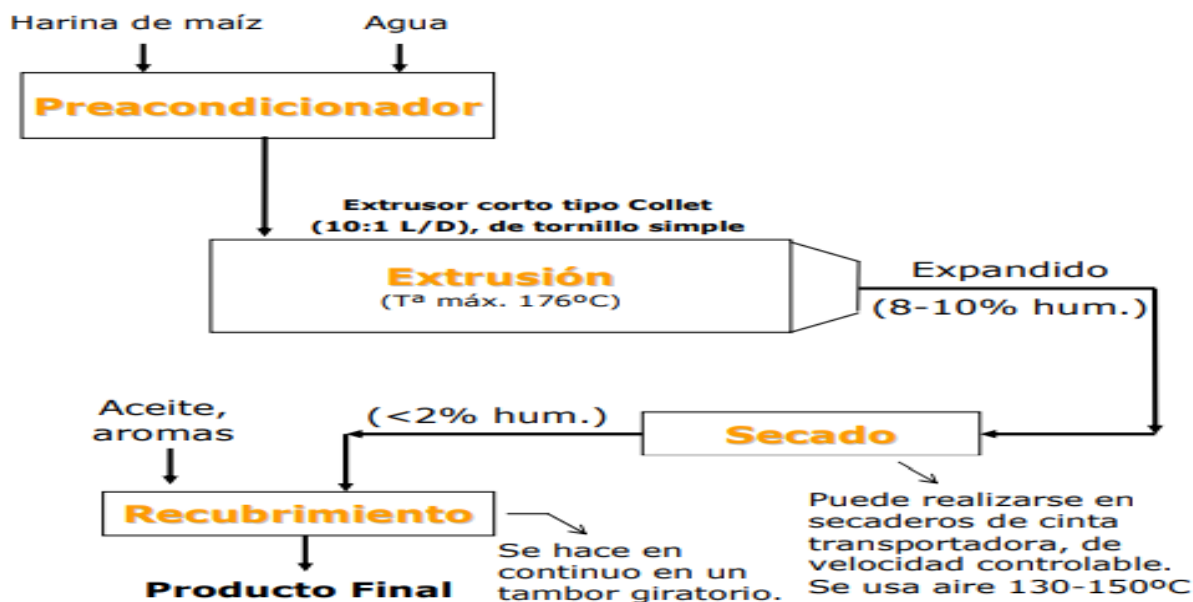 Harina de maíz
Agua
Preacondicionador
Extrusor corto tipo Collet
(10:1 L/D), de tornillo simple
Extrusión
(Tª máx. 176ºC)
Expandido
(8-10% hum.)
Aceite,
aromas
(<2% hum.)
Secado
Recubrimiento
Puede realizarse en
secaderos de cinta
transportadora, de
velocidad controlable.
Se usa aire 130-150ºC
Se hace en
continuo en un
tambor giratorio.
Producto Final